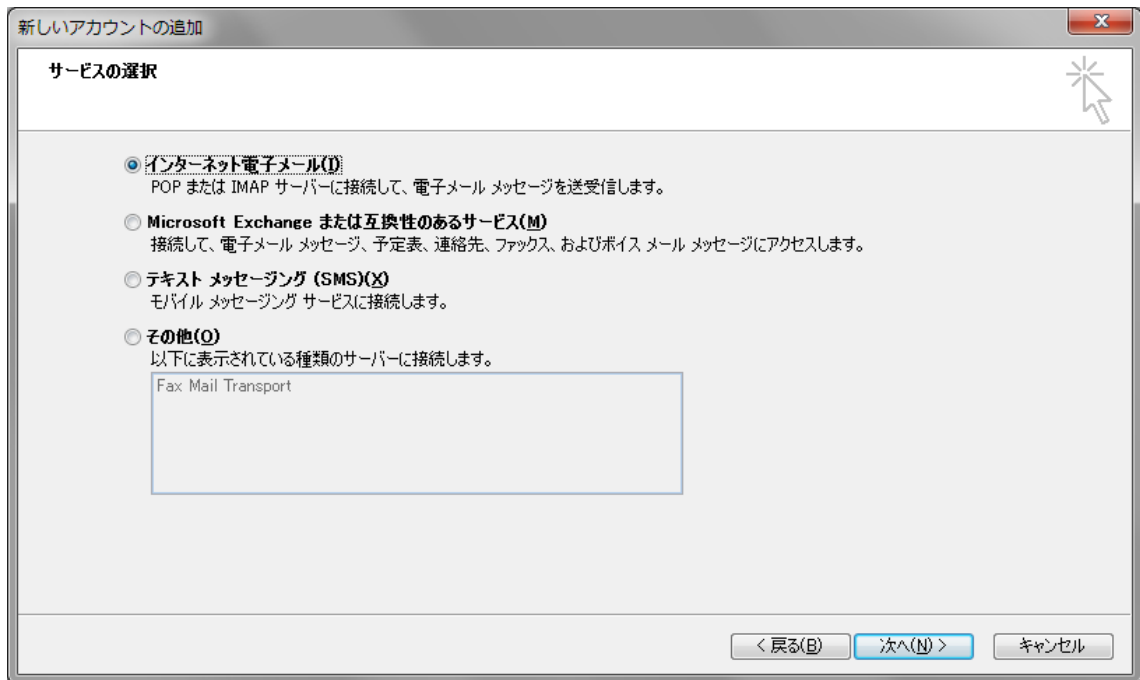 新しいアカウントの追加
サービスの選択
インターネット電子メール(I)
POP または IMAP サーバーに接続して、電子メール メッセージを送受信します。
Microsoft Exchange または互換性のあるサービス(M)
接続して、電子メール メッセージ、予定表、連絡先、ファックス、およびボイス メール メッセージにアクセスします。
テキスト メッセージング (SMS)(X)
モバイル メッセージング サービスに接続します。
その他(O)
以下に表示されている種類のサーバーに接続します。
Fax Mail Transport
< 戻る(B) 次へ(N) > キャンセル